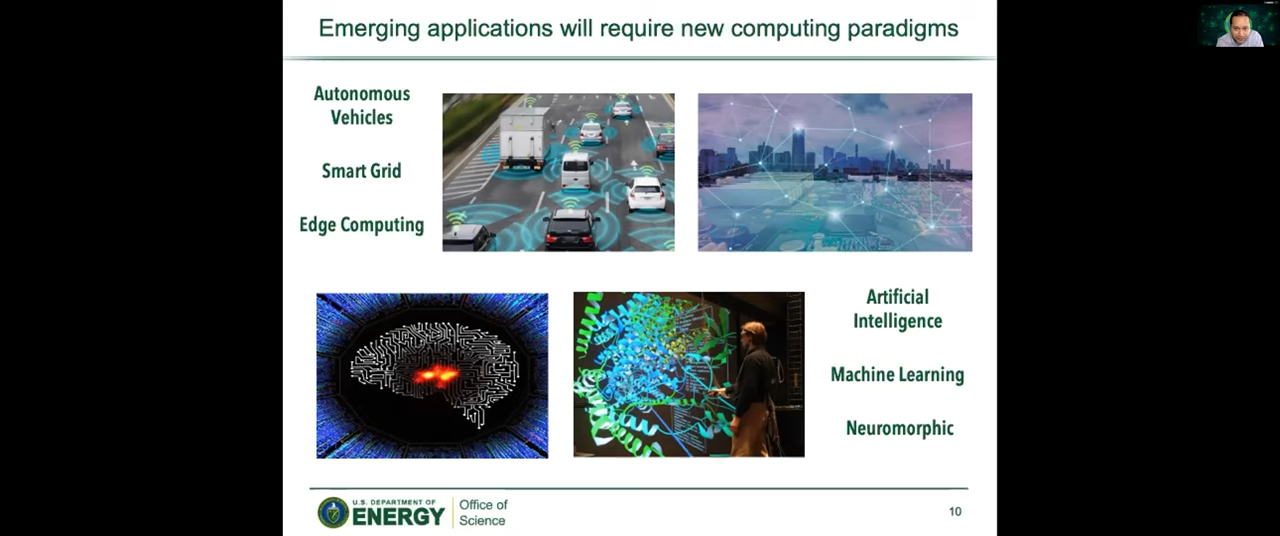 Emerging applications will require new computing paradigms
Autonomous
Vehicles
Smart Grid
Edge Computing
Artificial
Intelligence
Machine Learning
Neuromorphic
U.S. DEPARTMENT OF
ENERGY
Office of
Science
10